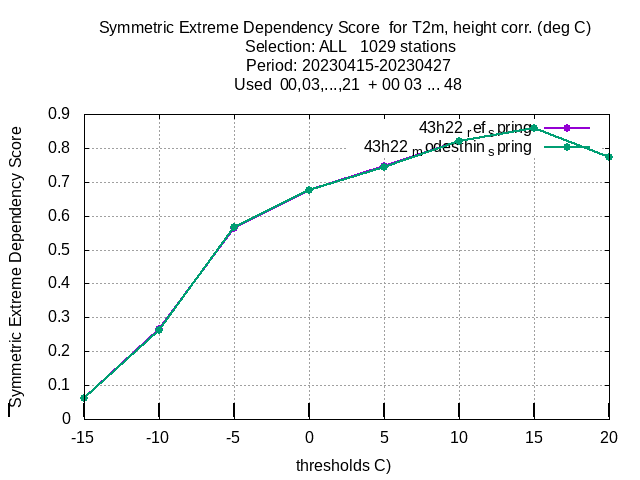 Symmetric Extreme Dependency Score  for T2m, height corr. (deg C)
Selection: ALL   1029 stations
Period: 20230415-20230427
Used  00,03,...,21  + 00 03 ... 48
Symmetric Extreme Dependency Score
0.9
0.8
0.7
0.6
0.5
0.4
0.3
0.2
0.1
0
43h22_ref_spring
43h22_modesthin_spring
-15 -10 -5 0 5 10 15 20
thresholds C)